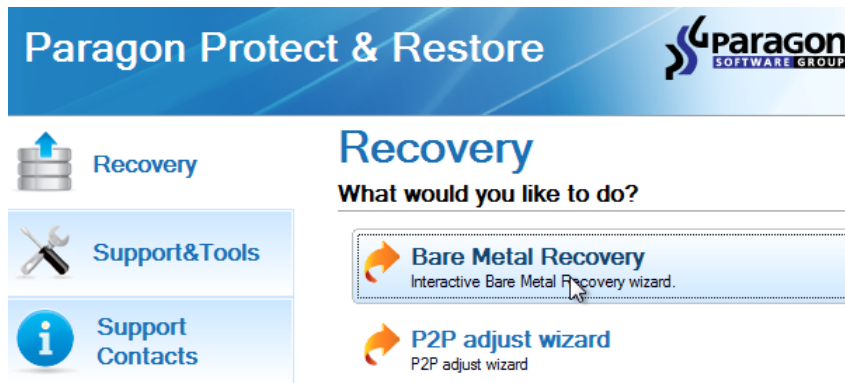 Paragon Protect & Restore
Paragon
SOFTWARE GROUP
Recovery
Support&Tools
Support
Contacts
Recovery
What would you like to do?
Bare Metal Recovery
Interactive Bare Metal Recovery wizard.
P2P adjust wizard
P2P adjust wizard